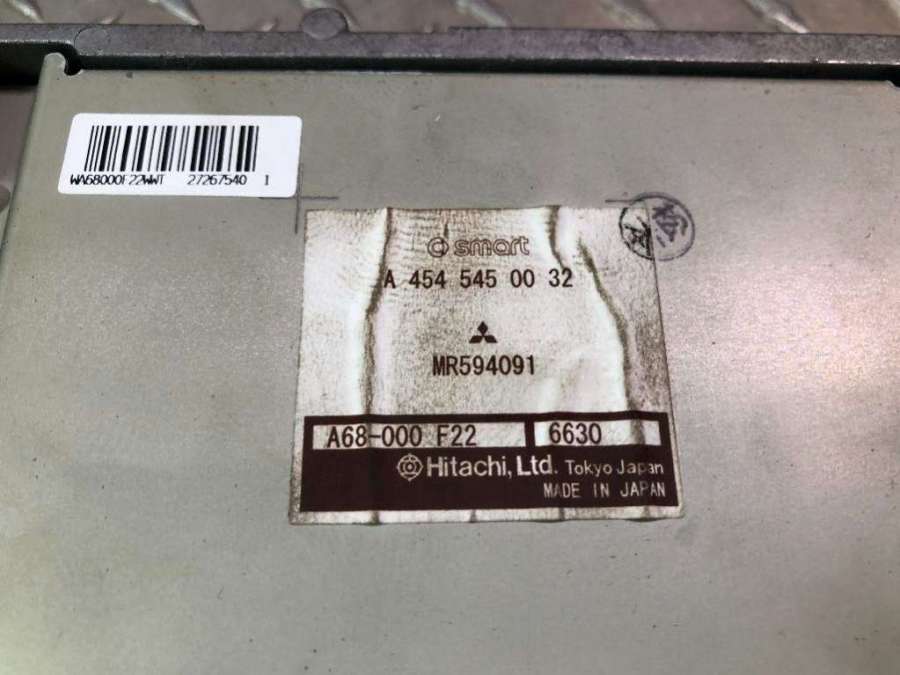 WA68000F22WWT 27267540 I
smart
A 454 545 00 32
MR594091
A68-000 F22 6630
Hitachi, Ltd. Tokyo Japan
MADE IN JAPAN